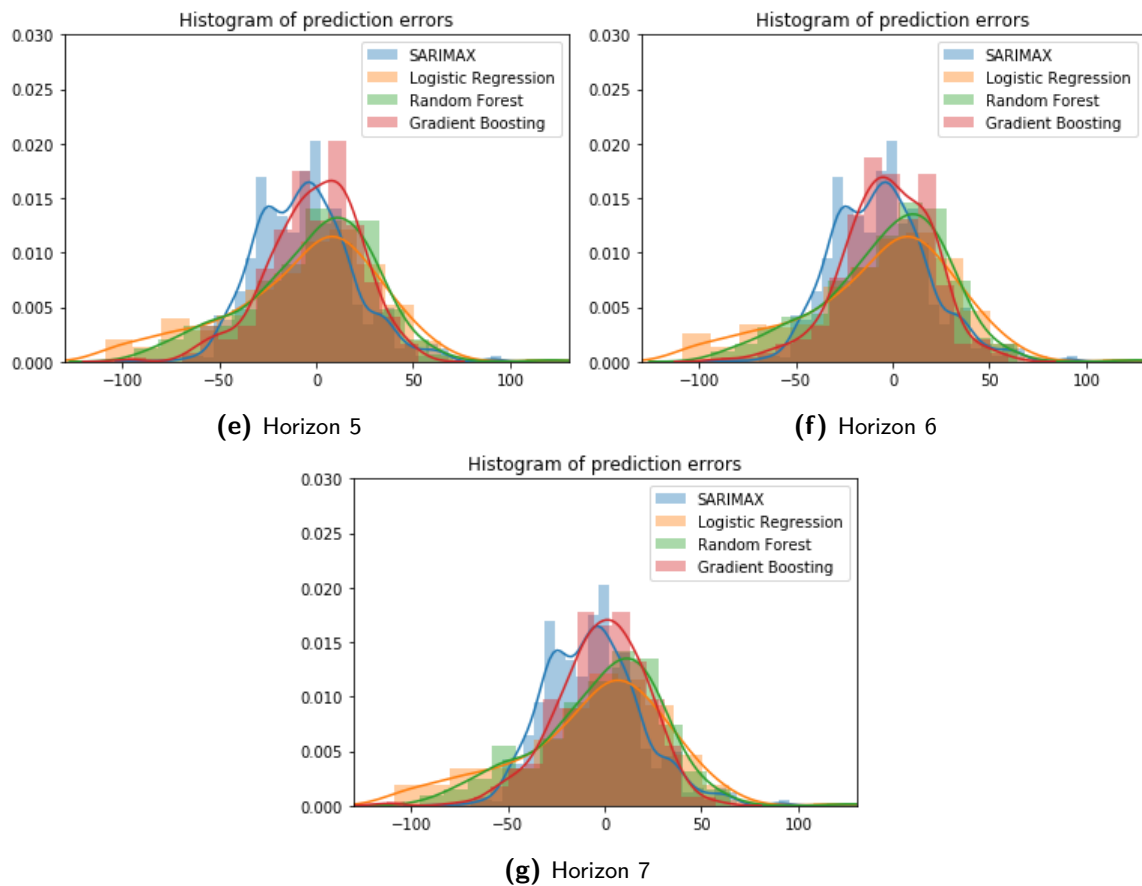 Histogram of prediction errors
0.030
0.025
0.020
0.015
0.010
0.005
0.000
−100 −50 0 50 100
SARIMAX
Logistic Regression
Random Forest
Gradient Boosting
(e) Horizon 5
Histogram of prediction errors
0.030
0.025
0.020
0.015
0.010
0.005
0.000
−100 −50 0 50 100
SARIMAX
Logistic Regression
Random Forest
Gradient Boosting
(f) Horizon 6
Histogram of prediction errors
0.030
0.025
0.020
0.015
0.010
0.005
0.000
−100 −50 0 50 100
SARIMAX
Logistic Regression
Random Forest
Gradient Boosting
(g) Horizon 7